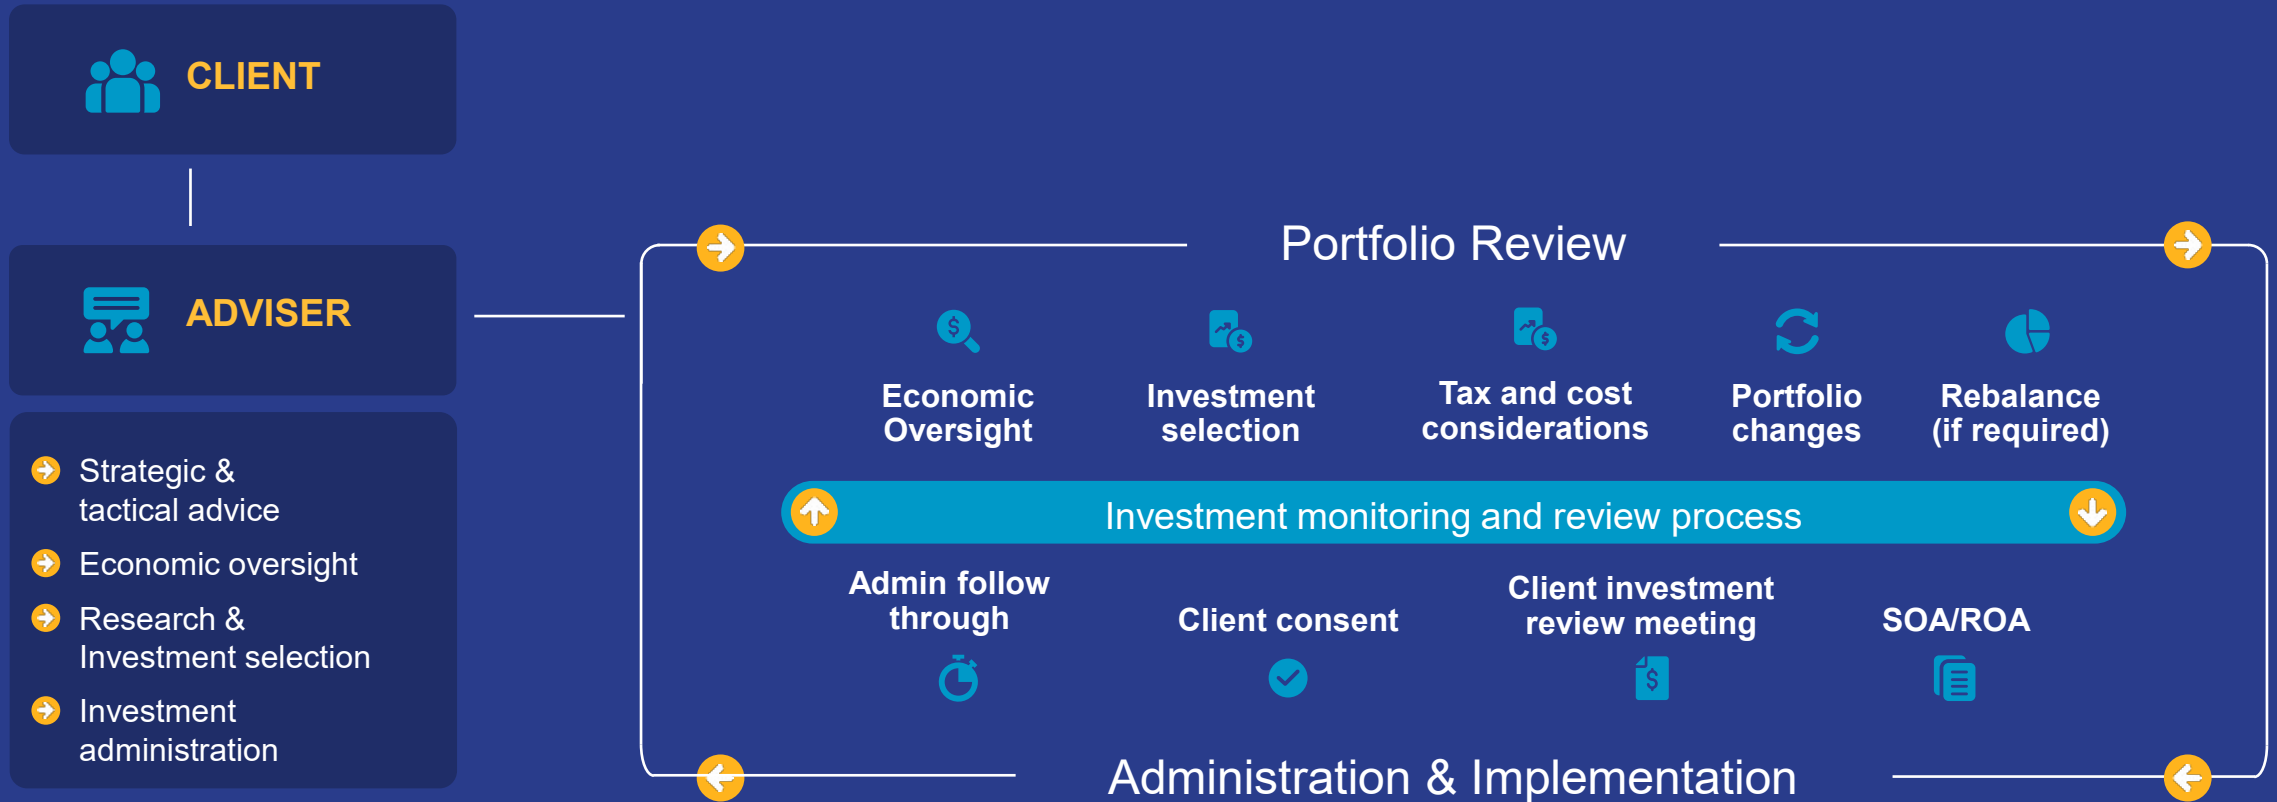 CLIENT
ADVISER
Strategic &
tactical advice
Economic oversight
Research &
Investment selection
Investment
administration
Portfolio Review
Economic
Oversight
Investment
selection
Tax and cost
considerations
Portfolio
changes
Rebalance
(if required)
Investment monitoring and review process
Admin follow
through
Client consent
Client investment
review meeting
SOA/ROA
Administration & Implementation